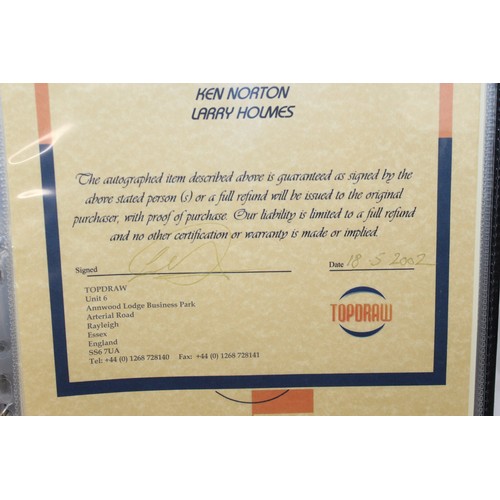 KEN NORTON
LARRY HOLMES
The autographed item described above is guaranteed as signed by the
above stated person (s) or a full refund will be issued to the original
purchaser, with proof of purchase. Our liability is limited to a full refund
and no other certification or warranty is made or implied.
Signed
Date 18 5 2002
TOPDRAW
Unit 6
Annwood Lodge Business Park
Arterial Road
Rayleigh
Essex
England
SS6 7UA
Tel: +44 (0) 1268 728140 Fax: +44 (0) 1268 728141
TOPDRAW